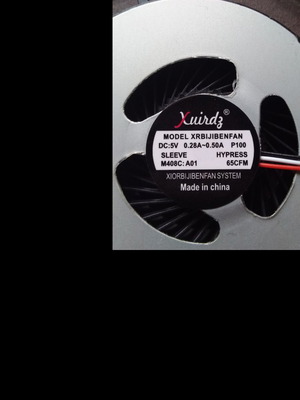 Xuirdz®
MODEL XRBIJIBENFAN
DC:5V 0.28A~0.50A P100
SLEEVE HYPRESS
M408C: A01 65CFM
XIORBIJIBENFAN SYSTEM
Made in china